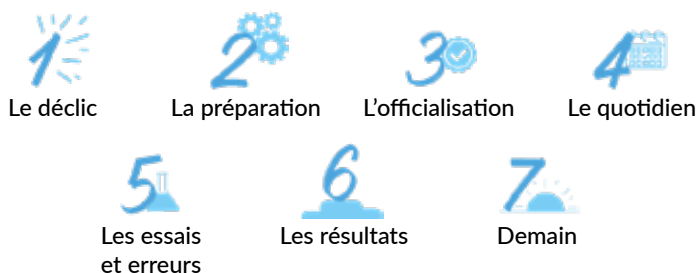 1
Le déclic
2
La préparation
3
L'officialisation
4
Le quotidien
5
Les essais
et erreurs
6
Les résultats
7
Demain